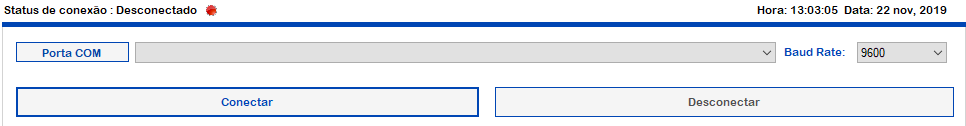 Status de conexão : Desconectado Hora: 13:03:05 Data: 22 nov, 2019
Porta COM Baud Rate: 9600
Conectar Desconectar